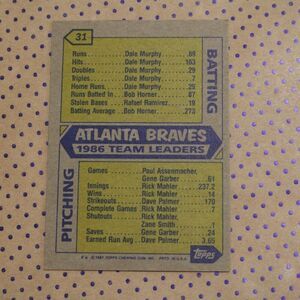 31
BATTING
Runs Dale Murphy 89
Hits Dale Murphy 163
Doubles Dale Murphy 29
Triples Dale Murphy 7
Home Runs Dale Murphy 29
Runs Batted In Bob Horner 87
Stolen Bases Rafael Ramirez 19
Batting Average Bob Horner .273
ATLANTA BRAVES
1986 TEAM LEADERS
PITCHING
Games Paul Assenmacher
Gene Garber 61
Innings Rick Mahler 237.2
Wins Rick Mahler 14
Strikeouts David Palmer 170
Complete Games Rick Mahler 7
Shutouts Rick Mahler
Zane Smith 1
Saves Gene Garber 24
Earned Run Avg. David Palmer 3.65
Topps